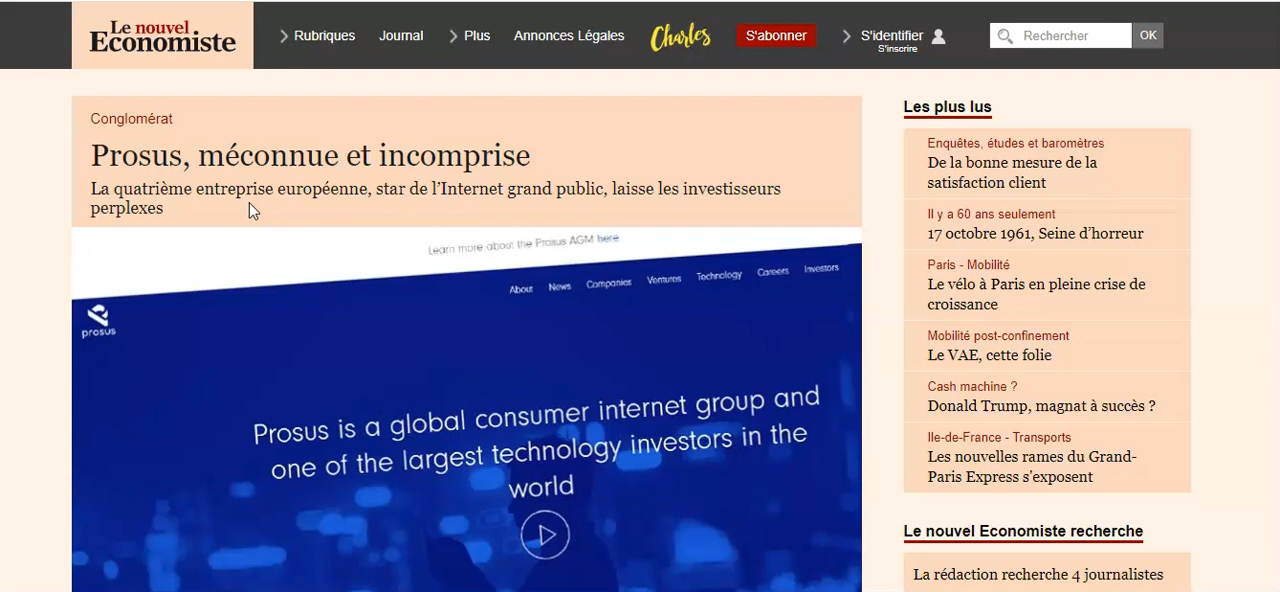 Le nouvel
Economiste
Rubriques
Journal
Plus
Annonces Légales
Charles
S'abonner
S'identifier
S'inscrire
Rechercher
OK
Conglomérat
Prosus, méconnue et incomprise
La quatrième entreprise européenne, star de l’Internet grand public, laisse les investisseurs
perplexes
Learn more about the Prosus AGM here
About
News
Companies
Ventures
Technology
Careers
Investors
prosus
Prosus is a global consumer internet group and
one of the largest technology investors in the
world
Les plus lus
Enquêtes, études et baromètres
De la bonne mesure de la
satisfaction client
Il y a 60 ans seulement
17 octobre 1961, Seine d’horreur
Paris - Mobilité
Le vélo à Paris en pleine crise de
croissance
Mobilité post-confinement
Le VAE, cette folie
Cash machine ?
Donald Trump, magnat à succès ?
Ile-de-France - Transports
Les nouvelles rames du Grand-
Paris Express s'exposent
Le nouvel Economiste recherche
La rédaction recherche 4 journalistes